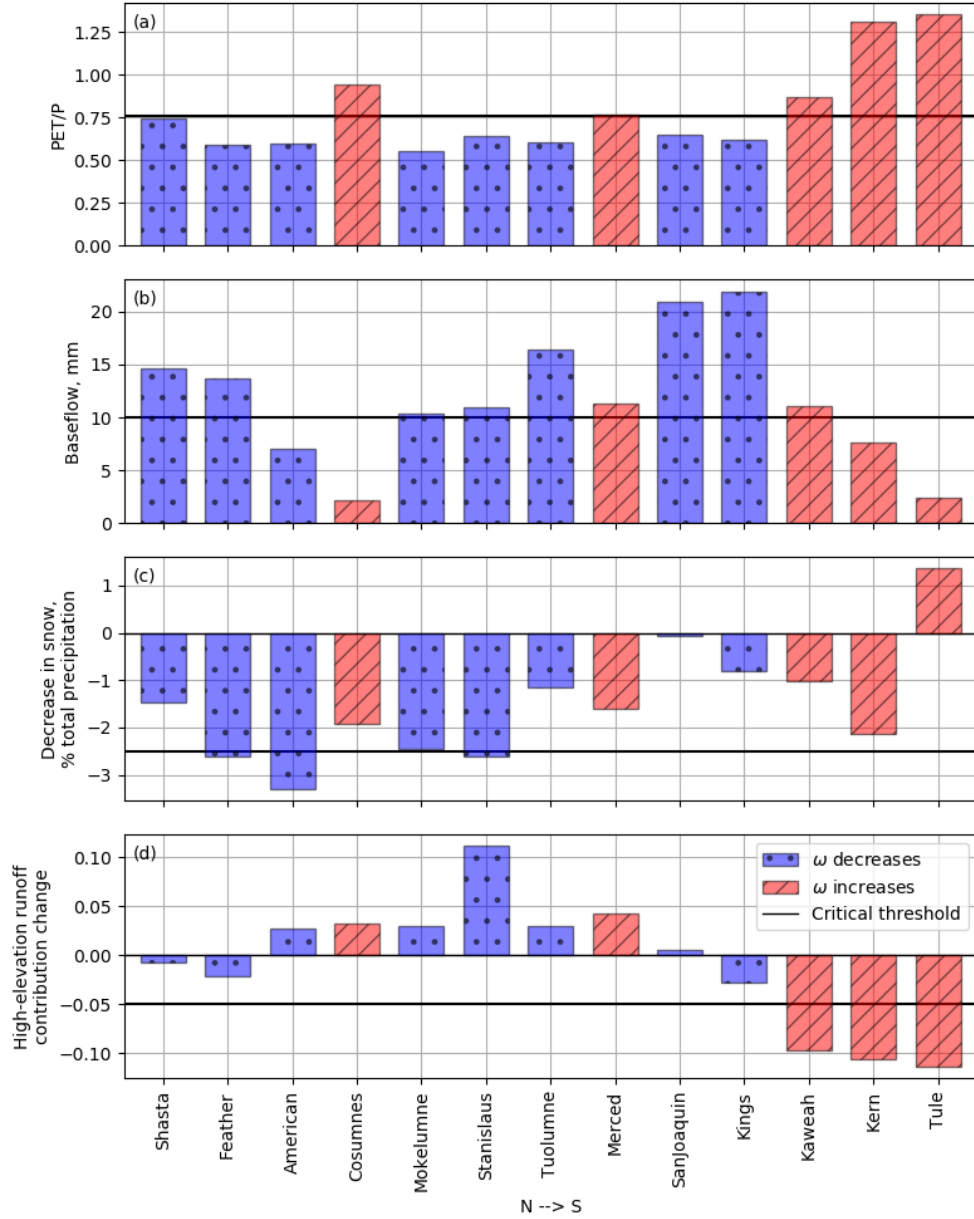 (a)
PET/P
1.25
1.00
0.75
0.50
0.25
0.00
(b)
Baseflow, mm
20
15
10
5
0
(c)
Decrease in snow,
% total precipitation
1
0
−1
−2
−3
(d)
High-elevation runoff
contribution change
0.10
0.05
0.00
−0.05
−0.10
ω decreases
ω increases
Critical threshold
Shasta
Feather
American
Cosumnes
Mokelumne
Stanislaus
Tuolumne
Merced
SanJoaquin
Kings
Kaweah
Kern
Tule
N --> S